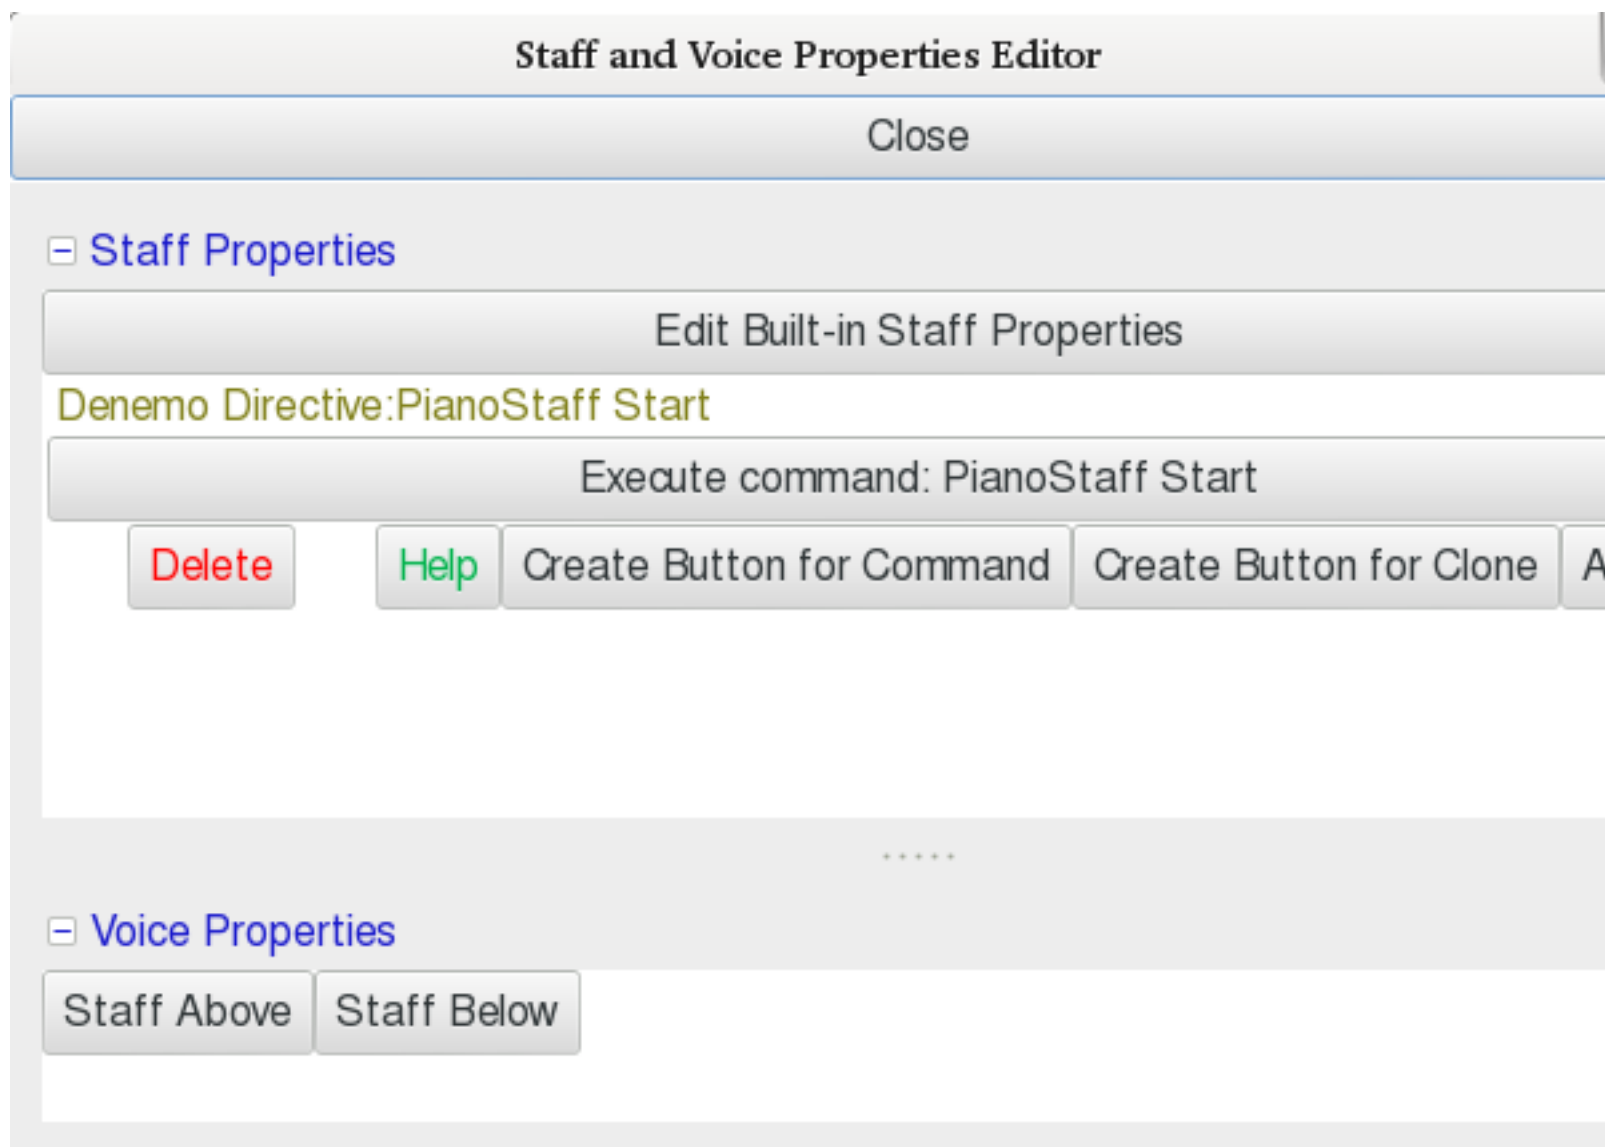 Staff and Voice Properties Editor
Close
Staff Properties
Edit Built-in Staff Properties
Denemo Directive:PianoStaff Start
Execute command: PianoStaff Start
Delete Help Create Button for Command Create Button for Clone
Voice Properties
Staff Above Staff Below